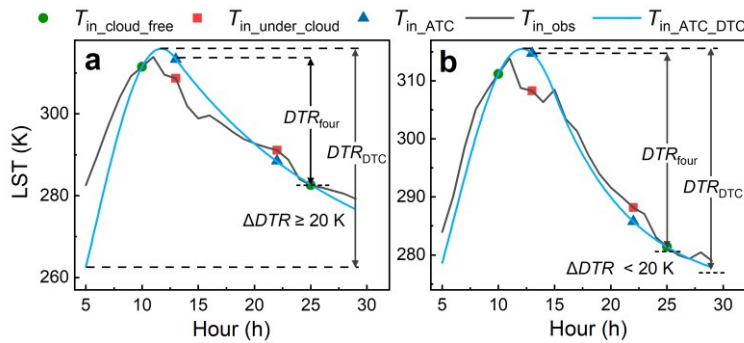 T_in_cloud_free T_in_under_cloud T_in_ATC T_in_obs T_in_ATC_DTC
a
DTR_four
DTR_DTC
ΔDTR ≥ 20 K
LST (K)
300
280
260
5 10 15 20 25 30
Hour (h)
b
DTR_four
DTR_DTC
ΔDTR < 20 K
310
300
290
280
5 10 15 20 25 30
Hour (h)